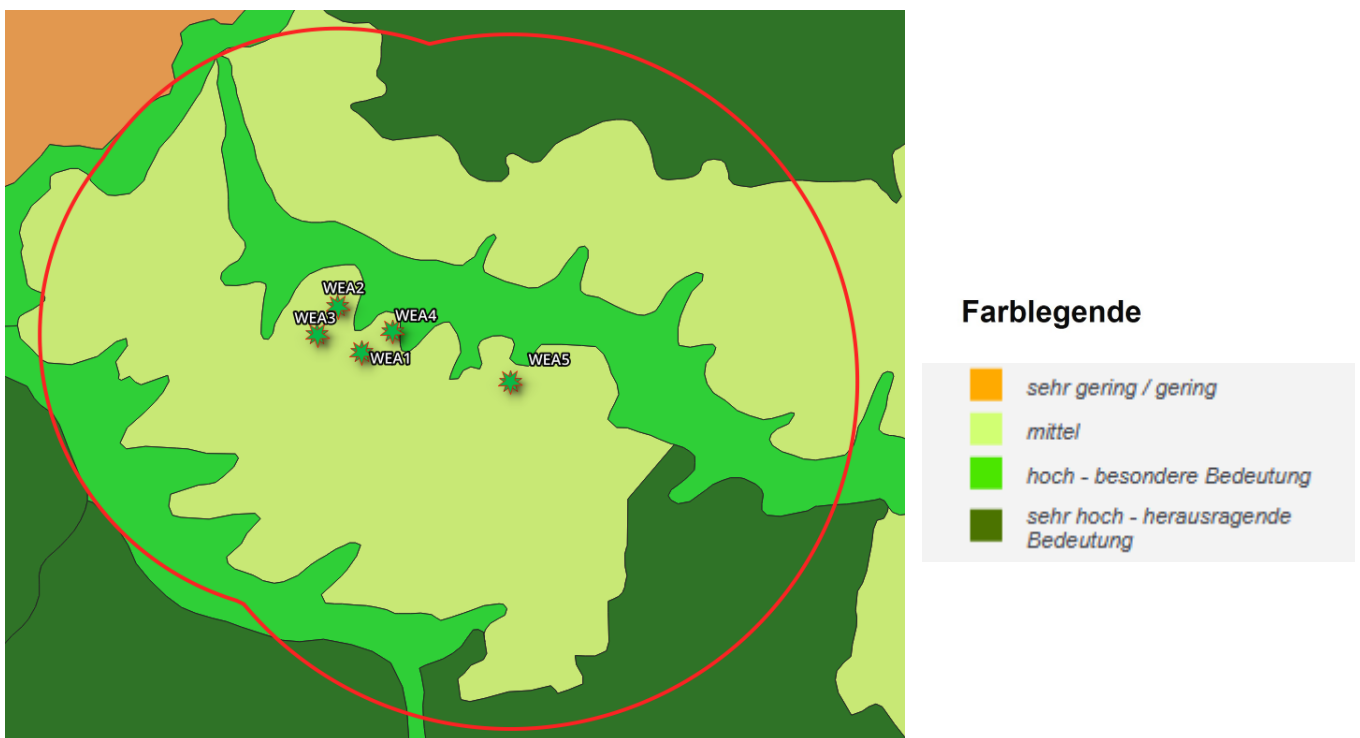 WEA2
WEA3
WEA4
WEA1
WEA5
Farblegende
sehr gering / gering
mittel
hoch - besondere Bedeutung
sehr hoch - herausragende
Bedeutung